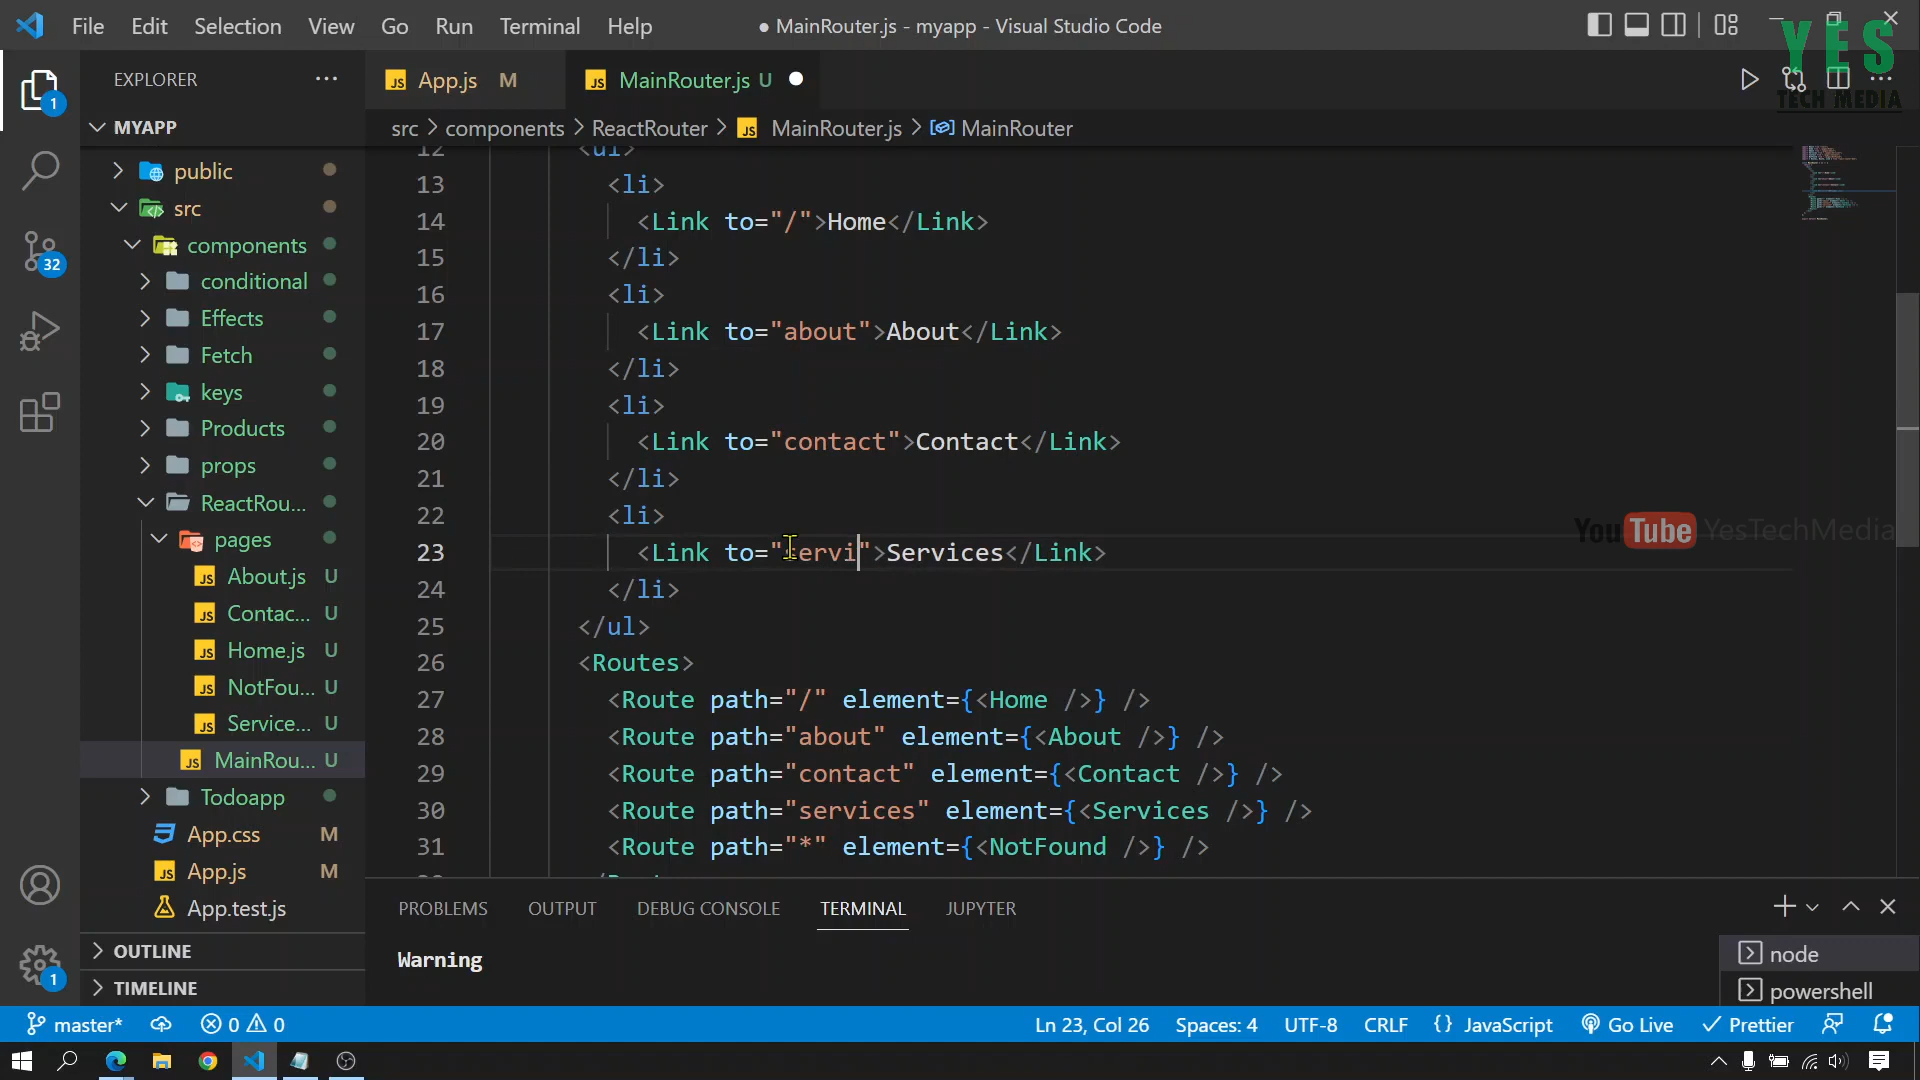 File Edit Selection View Go Run Terminal Help
● MainRouter.js - myapp - Visual Studio Code
YES
TECH MEDIA
EXPLORER
MYAPP
public
src
components
conditional
Effects
Fetch
keys
Products
props
ReactRou...
pages
About.js U
Contac... U
Home.js U
NotFou... U
Service... U
MainRou... U
Todoapp
App.css M
App.js M
App.test.js
OUTLINE
TIMELINE
1
32
1
App.js M
MainRouter.js U
src > components > ReactRouter > MainRouter.js > MainRouter
12 <ul>
13 <li>
14 <Link to="/">Home</Link>
15 </li>
16 <li>
17 <Link to="about">About</Link>
18 </li>
19 <li>
20 <Link to="contact">Contact</Link>
21 </li>
22 <li>
23 <Link to="servi">Services</Link>
24 </li>
25 </ul>
26 <Routes>
27 <Route path="/" element={<Home />} />
28 <Route path="about" element={<About />} />
29 <Route path="contact" element={<Contact />} />
30 <Route path="services" element={<Services />} />
31 <Route path="*" element={<NotFound />} />
YouTube YesTechMedia
PROBLEMS OUTPUT DEBUG CONSOLE TERMINAL JUPYTER
Warning
node
powershell
master* 0 0 Ln 23, Col 26 Spaces: 4 UTF-8 CRLF {} JavaScript Go Live Prettier